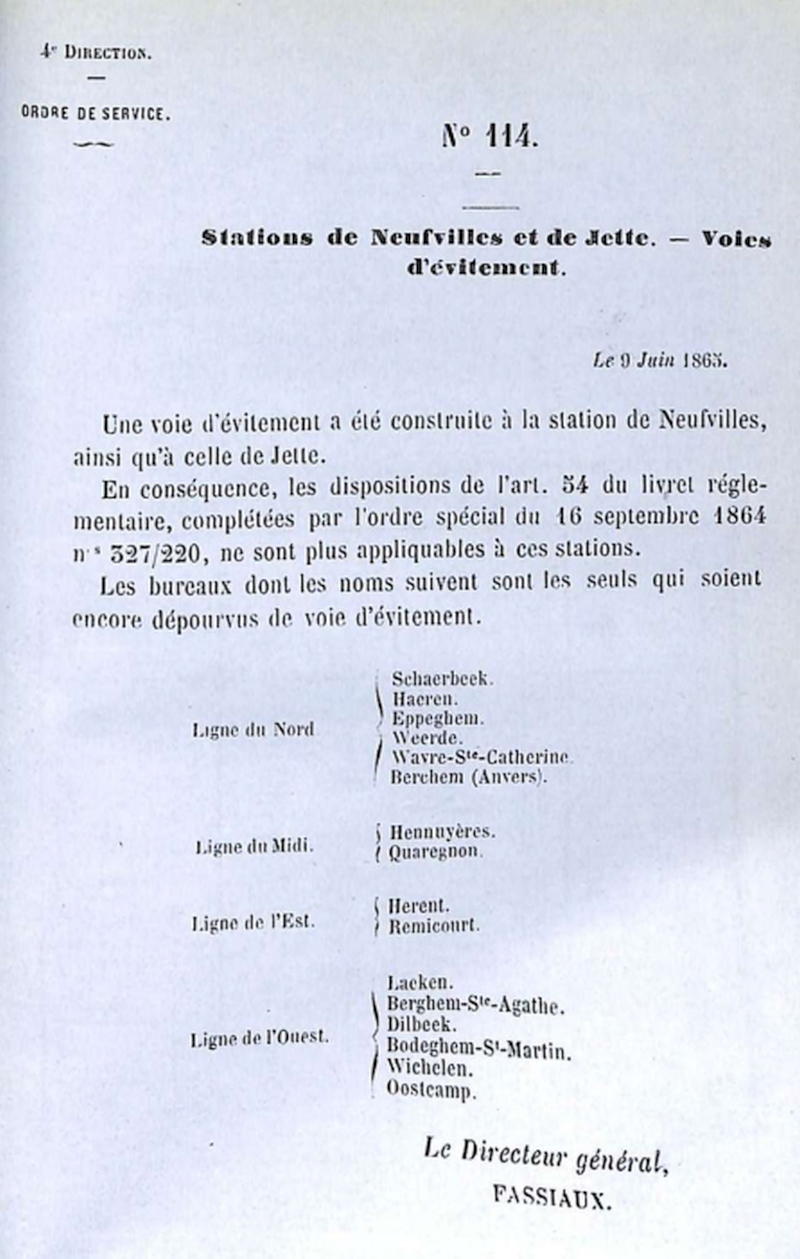 4e DIRECTION.
ORDRE DE SERVICE.
No 114.
Stations de Neufvilles et de Jette. — Voies
d'évitement.
Le 9 Juin 1865.
Une voie d'évitement a été construite à la station de Neufvilles,
ainsi qu'à celle de Jette.
En conséquence, les dispositions de l'art. 54 du livret régle-
mentaire, complétées par l'ordre spécial du 16 septembre 1864
nos 327/220, ne sont plus appliquables à ces stations.
Les bureaux dont les noms suivent sont les seuls qui soient
encore dépourvus de voie d'évitement.
Ligne du Nord
Schaerbeek.
Haeren.
Eppeghem.
Weerde.
Wavre-Ste-Catherine.
Berchem (Anvers).
Ligne du Midi.
Hennuyères.
Quaregnon.
Ligne de l'Est.
Herent.
Remicourt.
Ligne de l'Ouest.
Laeken.
Berghem-Ste-Agathe.
Dilbeek.
Bodeghem-St-Martin.
Wichelen.
Oostcamp.
Le Directeur général,
FASSIAUX.